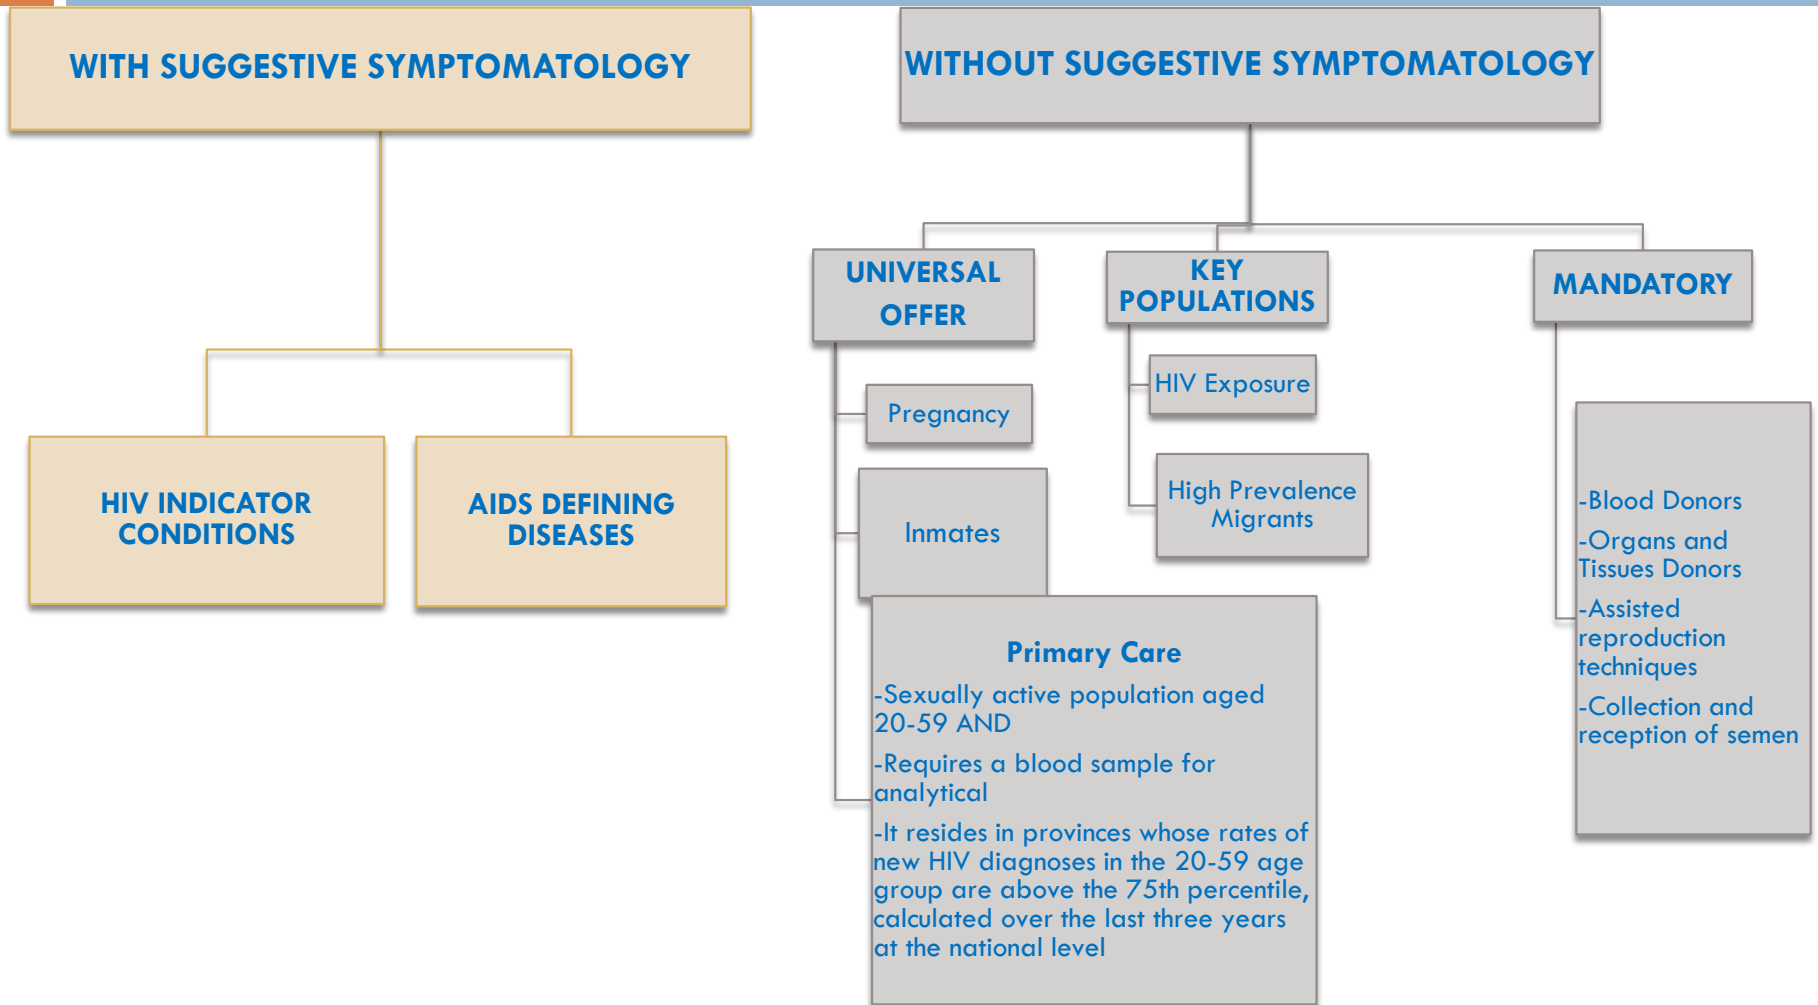 WITH SUGGESTIVE SYMPTOMATOLOGY
HIV INDICATOR
CONDITIONS
AIDS DEFINING
DISEASES
WITHOUT SUGGESTIVE SYMPTOMATOLOGY
UNIVERSAL
OFFER
Pregnancy
Inmates
Primary Care
-Sexually active population aged
20-59 AND
-Requires a blood sample for
analytical
-It resides in provinces whose rates of
new HIV diagnoses in the 20-59 age
group are above the 75th percentile,
calculated over the last three years
at the national level
KEY
POPULATIONS
HIV Exposure
High Prevalence
Migrants
MANDATORY
-Blood Donors
-Organs and
Tissues Donors
-Assisted
reproduction
techniques
-Collection and
reception of semen